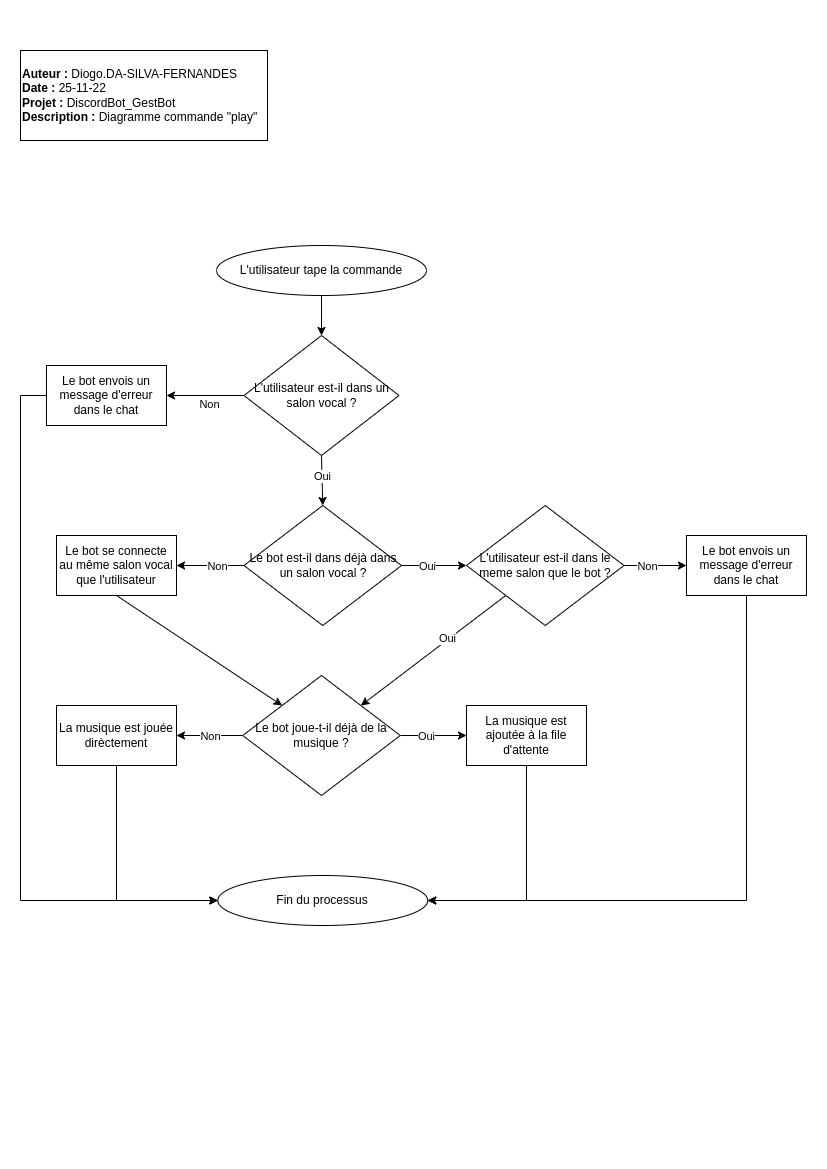 Auteur : Diogo.DA-SILVA-FERNANDES
Date : 25-11-22
Projet : DiscordBot_GestBot
Description : Diagramme commande "play"
L'utilisateur tape la commande
L'utilisateur est-il dans un
salon vocal ?
Non
Le bot envois un
message d'erreur
dans le chat
Oui
Le bot est-il dans déjà dans
un salon vocal ?
Non
Le bot se connecte
au même salon vocal
que l'utilisateur
Oui
L'utilisateur est-il dans le
meme salon que le bot ?
Non
Le bot envois un
message d'erreur
dans le chat
Oui
Le bot joue-t-il déjà de la
musique ?
Non
La musique est jouée
dirèctement
Oui
La musique est
ajoutée à la file
d'attente
Fin du processus